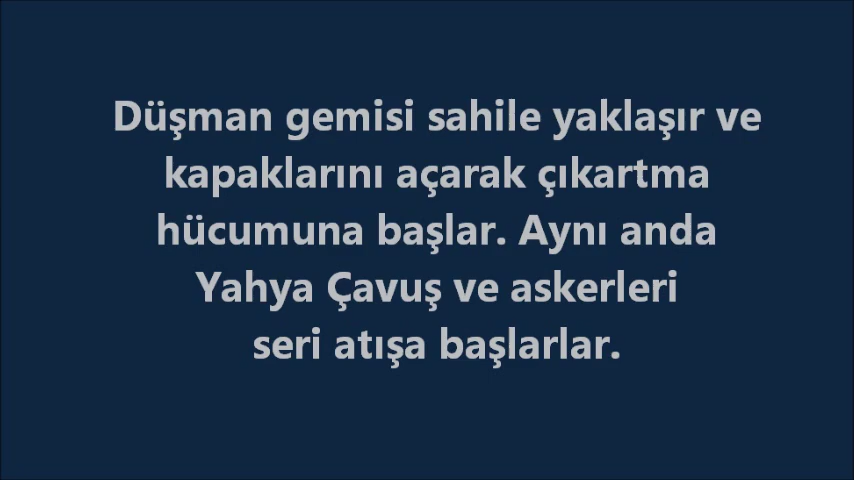 Düşman gemisi sahile yaklaşır ve
kapaklarını açarak çıkartma
hücumuna başlar. Aynı anda
Yahya Çavuş ve askerleri
seri atışa başlarlar.